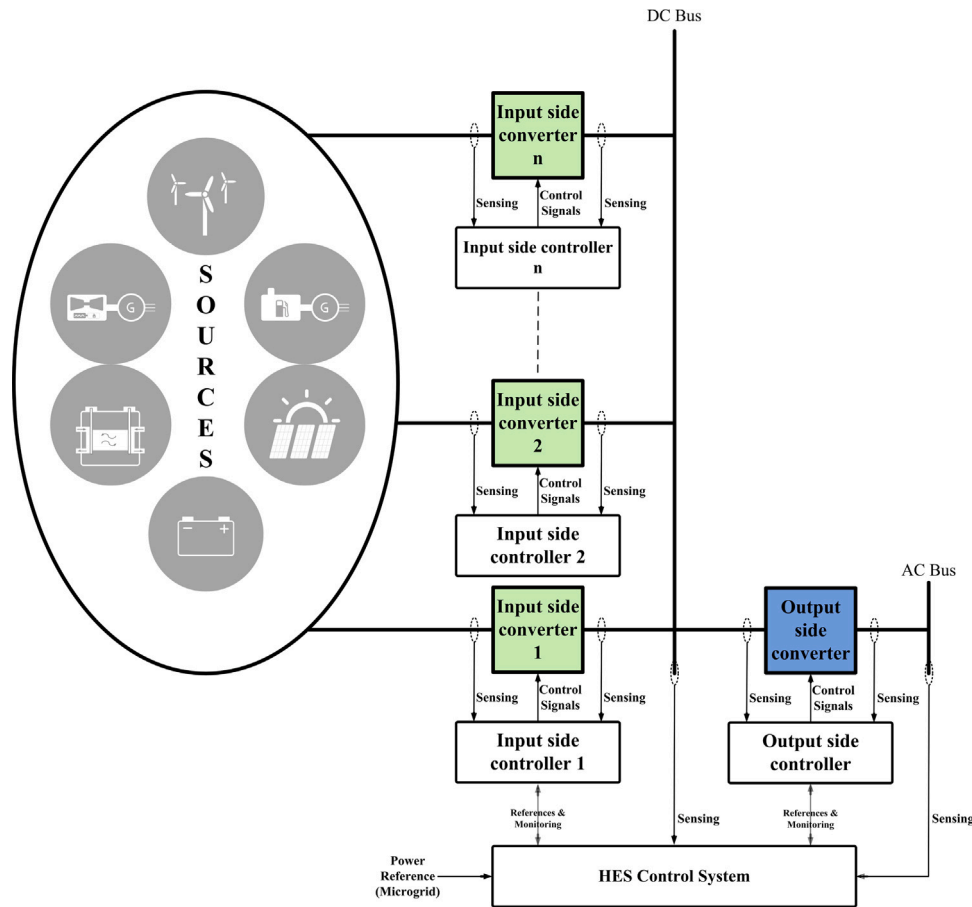 DC Bus
Input side
converter
n
Sensing
Control
Signals
Sensing
Input side controller
n
S
O
U
R
C
E
S
G
G
Input side
converter
2
Sensing
Control
Signals
Sensing
Input side
controller 2
AC Bus
Input side
converter
1
Output
side
converter
Sensing
Control
Signals
Sensing
Sensing
Control
Signals
Sensing
Input side
controller 1
Output side
controller
References &
Monitoring
Sensing
References &
Monitoring
Sensing
Power
Reference
(Microgrid)
HES Control System